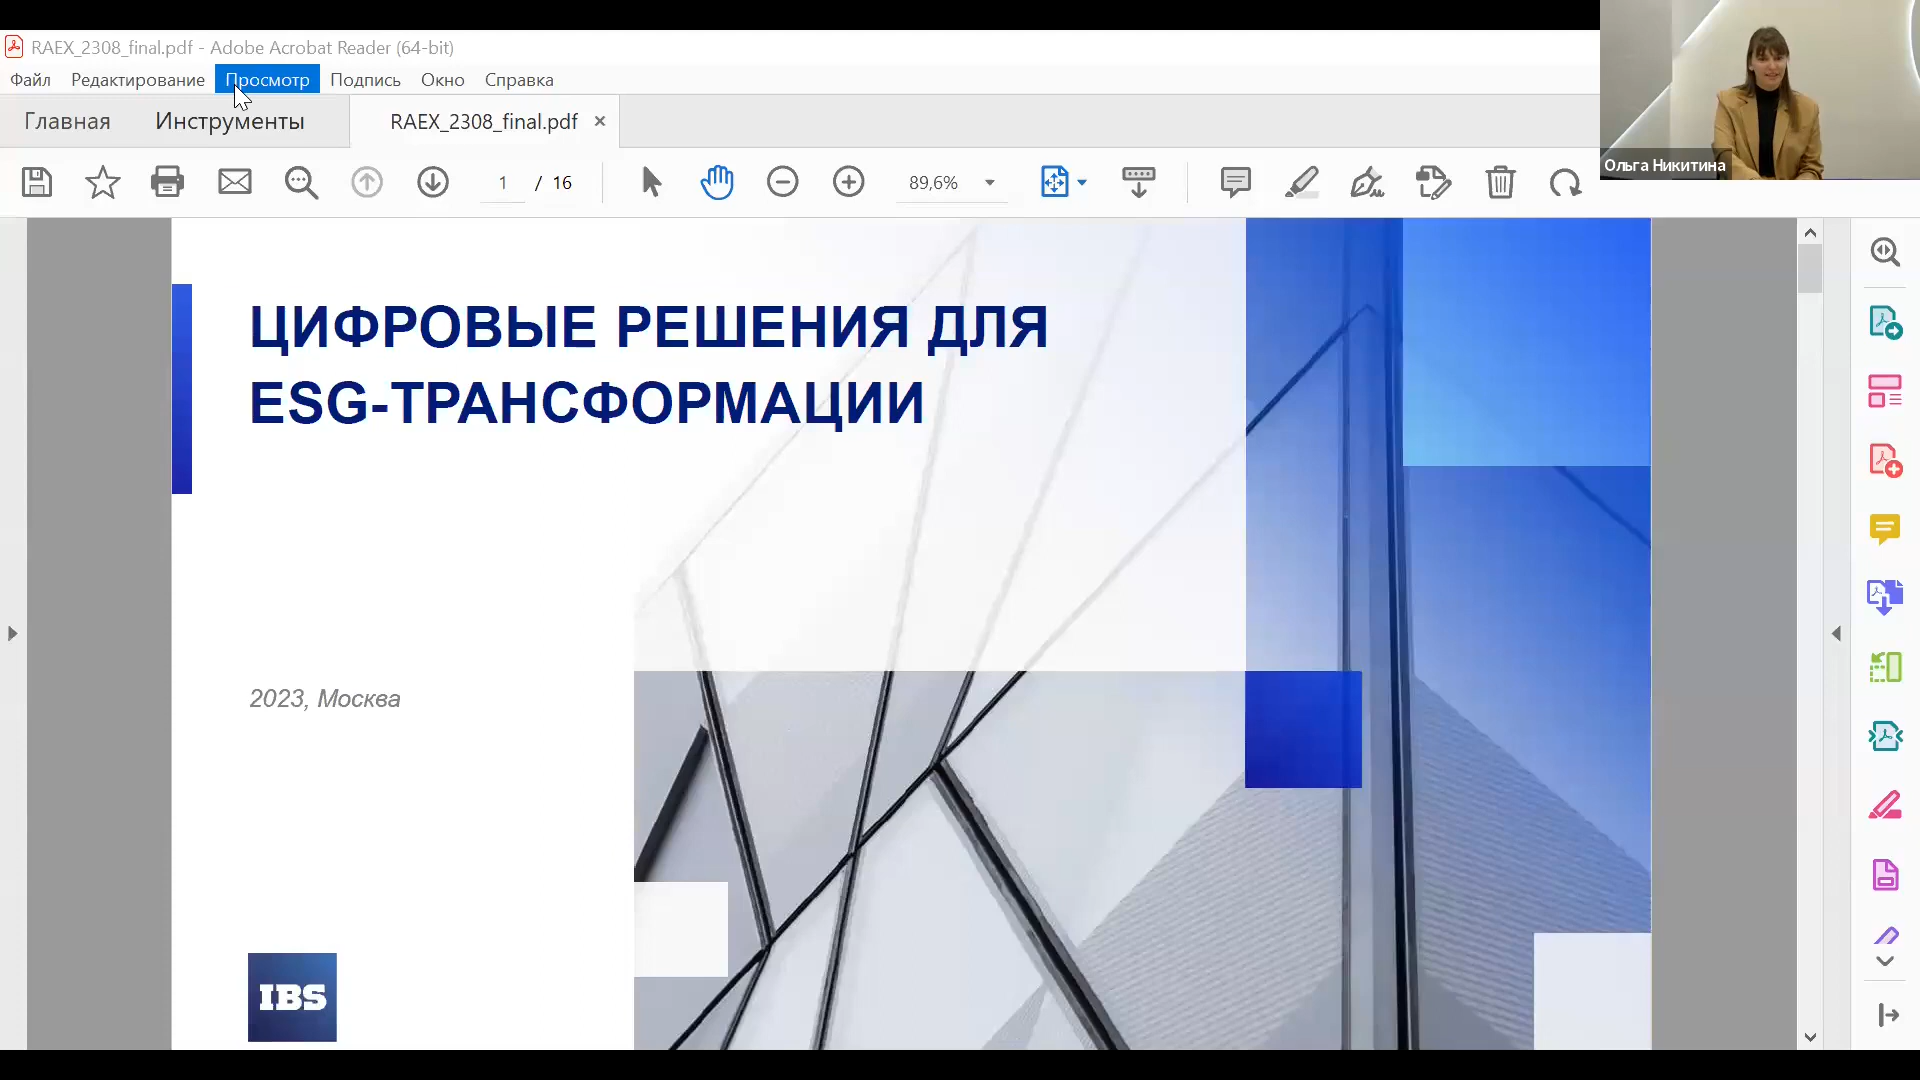 RAEX_2308_final.pdf - Adobe Acrobat Reader (64-bit)
Файл Редактирование Просмотр Подпись Окно Справка
Главная Инструменты RAEX_2308_final.pdf ×
1 / 16 89,6%
Ольга Никитина
ЦИФРОВЫЕ РЕШЕНИЯ ДЛЯ
ESG-ТРАНСФОРМАЦИИ
2023, Москва
IBS